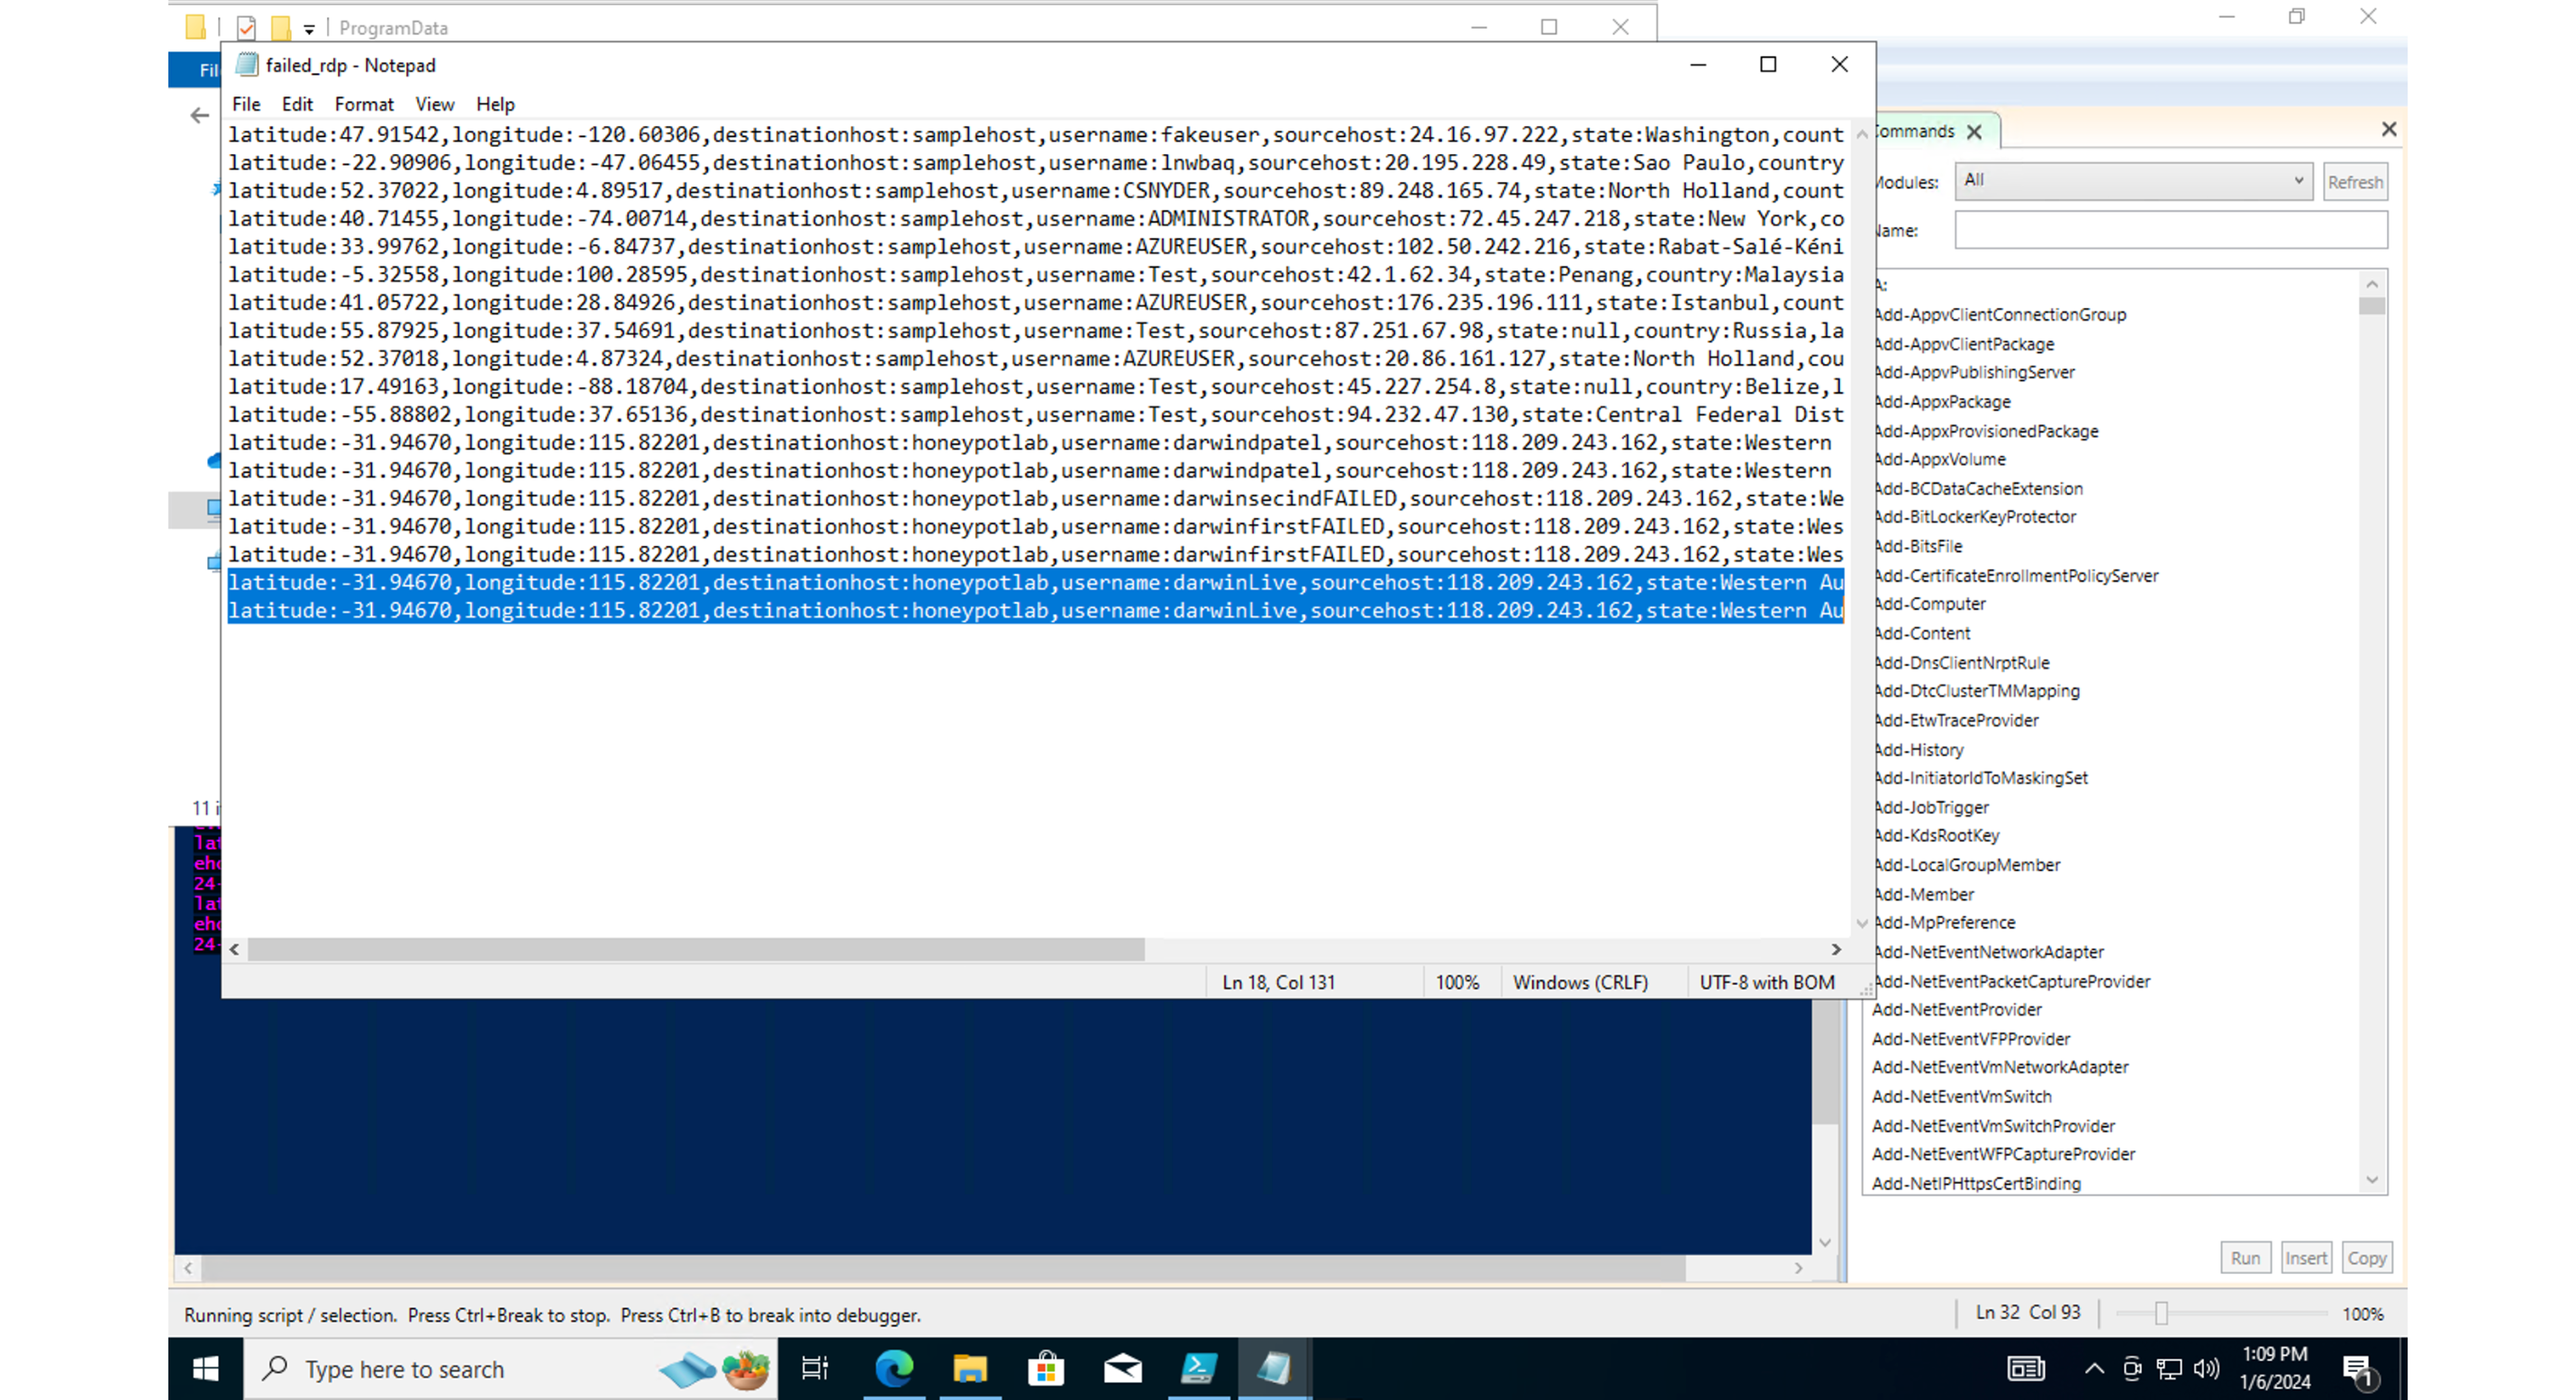 ProgramData
failed_rdp - Notepad
File Edit Format View Help
latitude:47.91542,longitude:-120.60306,destinationhost:samplehost,username:fakeuser,sourcehost:24.16.97.222,state:Washington,count
latitude:-22.90906,longitude:-47.06455,destinationhost:samplehost,username:lnwbaq,sourcehost:20.195.228.49,state:Sao Paulo,country
latitude:52.37022,longitude:4.89517,destinationhost:samplehost,username:CSNYDER,sourcehost:89.248.165.74,state:North Holland,count
latitude:40.71455,longitude:-74.00714,destinationhost:samplehost,username:ADMINISTRATOR,sourcehost:72.45.247.218,state:New York,co
latitude:33.99762,longitude:-6.84737,destinationhost:samplehost,username:AZUREUSER,sourcehost:102.50.242.216,state:Rabat-Salé-Kéni
latitude:-5.32558,longitude:100.28595,destinationhost:samplehost,username:Test,sourcehost:42.1.62.34,state:Penang,country:Malaysia
latitude:41.05722,longitude:28.84926,destinationhost:samplehost,username:AZUREUSER,sourcehost:176.235.196.111,state:Istanbul,count
latitude:55.87925,longitude:37.54691,destinationhost:samplehost,username:Test,sourcehost:87.251.67.98,state:null,country:Russia,la
latitude:52.37018,longitude:4.87324,destinationhost:samplehost,username:AZUREUSER,sourcehost:20.86.161.127,state:North Holland,cou
latitude:17.49163,longitude:-88.18704,destinationhost:samplehost,username:Test,sourcehost:45.227.254.8,state:null,country:Belize,l
latitude:-55.88802,longitude:37.65136,destinationhost:samplehost,username:Test,sourcehost:94.232.47.130,state:Central Federal Dist
latitude:-31.94670,longitude:115.82201,destinationhost:honeypotlab,username:darwindpatel,sourcehost:118.209.243.162,state:Western
latitude:-31.94670,longitude:115.82201,destinationhost:honeypotlab,username:darwindpatel,sourcehost:118.209.243.162,state:Western
latitude:-31.94670,longitude:115.82201,destinationhost:honeypotlab,username:darwinsecindFAILED,sourcehost:118.209.243.162,state:We
latitude:-31.94670,longitude:115.82201,destinationhost:honeypotlab,username:darwinfirstFAILED,sourcehost:118.209.243.162,state:Wes
latitude:-31.94670,longitude:115.82201,destinationhost:honeypotlab,username:darwinfirstFAILED,sourcehost:118.209.243.162,state:Wes
latitude:-31.94670,longitude:115.82201,destinationhost:honeypotlab,username:darwinLive,sourcehost:118.209.243.162,state:Western Au
latitude:-31.94670,longitude:115.82201,destinationhost:honeypotlab,username:darwinLive,sourcehost:118.209.243.162,state:Western Au
Ln 18, Col 131 100% Windows (CRLF) UTF-8 with BOM
11 i
lat
eho
24-
lat
eho
24-
Commands
Modules: All Refresh
Name:
A:
Add-AppvClientConnectionGroup
Add-AppvClientPackage
Add-AppvPublishingServer
Add-AppxPackage
Add-AppxProvisionedPackage
Add-AppxVolume
Add-BCDataCacheExtension
Add-BitLockerKeyProtector
Add-BitsFile
Add-CertificateEnrollmentPolicyServer
Add-Computer
Add-Content
Add-DnsClientNrptRule
Add-DtcClusterTMMapping
Add-EtwTraceProvider
Add-History
Add-InitiatorIdToMaskingSet
Add-JobTrigger
Add-KdsRootKey
Add-LocalGroupMember
Add-Member
Add-MpPreference
Add-NetEventNetworkAdapter
Add-NetEventPacketCaptureProvider
Add-NetEventProvider
Add-NetEventVFPProvider
Add-NetEventVmNetworkAdapter
Add-NetEventVmSwitch
Add-NetEventVmSwitchProvider
Add-NetEventWFPCaptureProvider
Add-NetIPHttpsCertBinding
Run Insert Copy
Running script / selection. Press Ctrl+Break to stop. Press Ctrl+B to break into debugger.
Ln 32 Col 93 100%
Type here to search
1:09 PM
1/6/2024
1